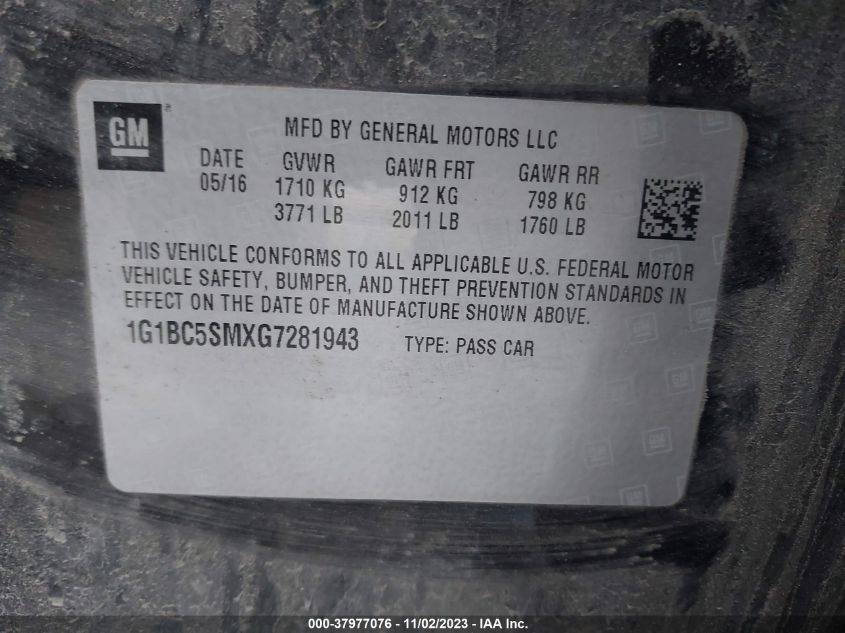 GM ®
MFD BY GENERAL MOTORS LLC
DATE GVWR GAWR FRT GAWR RR
05/16 1710 KG 912 KG 798 KG
3771 LB 2011 LB 1760 LB
THIS VEHICLE CONFORMS TO ALL APPLICABLE U.S. FEDERAL MOTOR
VEHICLE SAFETY, BUMPER, AND THEFT PREVENTION STANDARDS IN
EFFECT ON THE DATE OF MANUFACTURE SHOWN ABOVE.
1G1BC5SMXG7281943 TYPE: PASS CAR
000-37977076 - 11/02/2023 - IAA Inc.